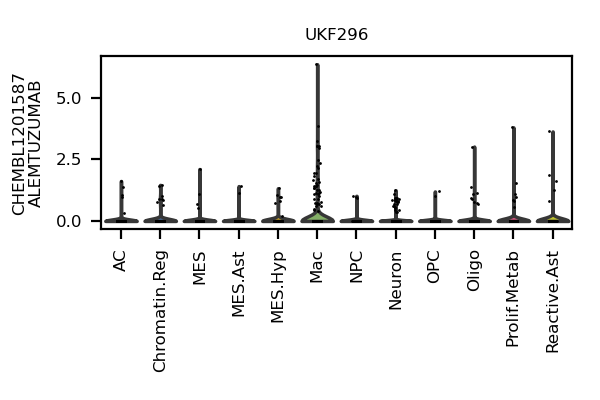 UKF296
CHEMBL1201587
ALEMTUZUMAB
5.0
2.5
0.0
AC
Chromatin.Reg
MES
MES.Ast
MES.Hyp
Mac
NPC
Neuron
OPC
Oligo
Prolif.Metab
Reactive.Ast